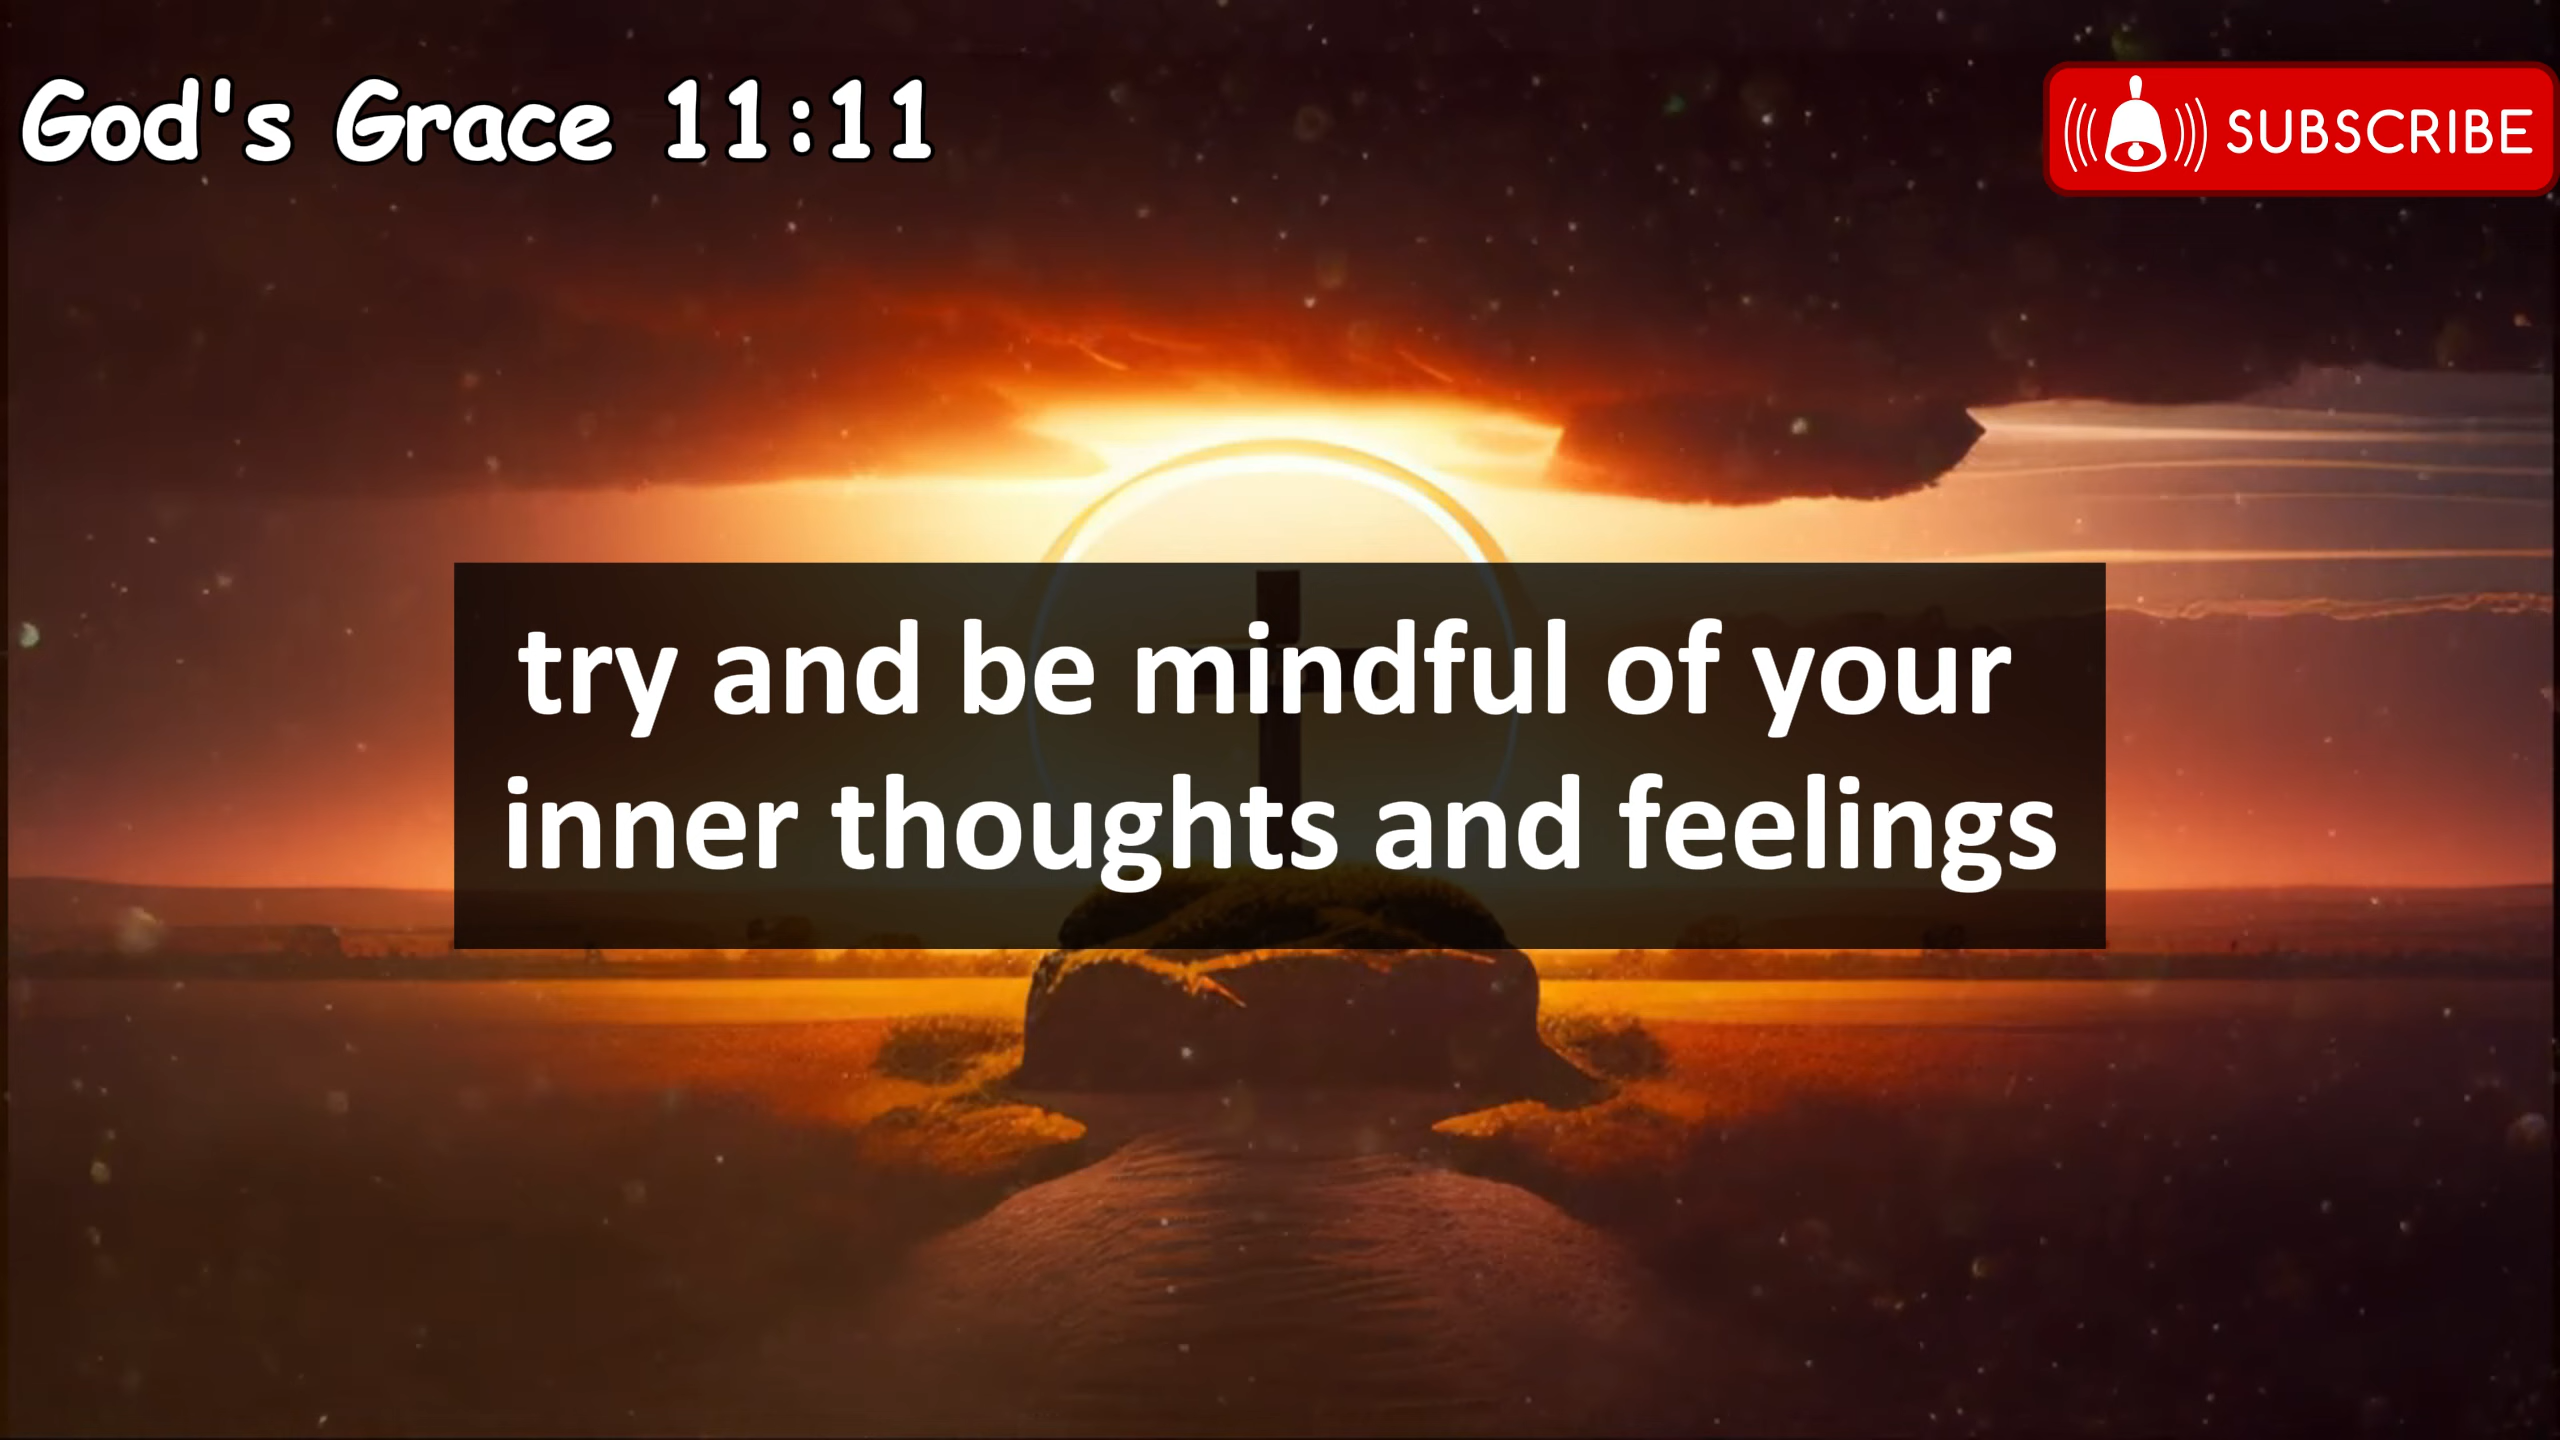 God's Grace 11:11
SUBSCRIBE
try and be mindful of your
inner thoughts and feelings